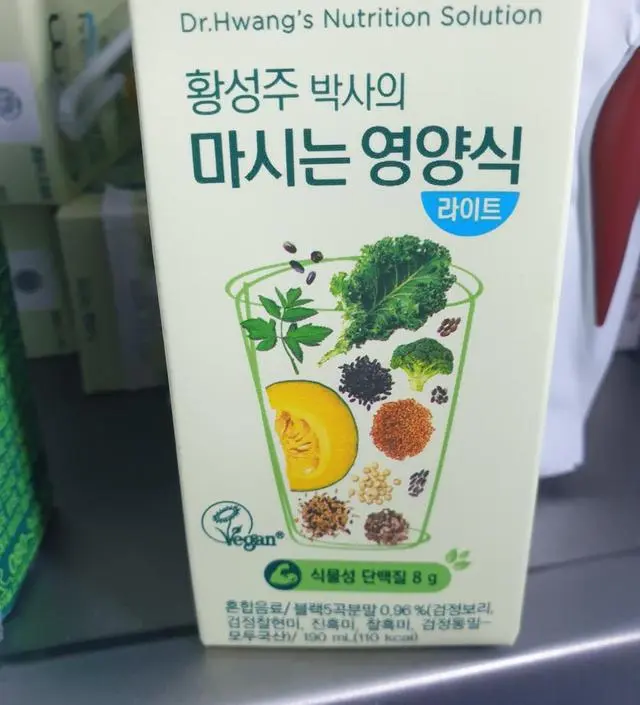 Dr.Hwang's Nutrition Solution
황성주 박사의
마시는 영양식
라이트
Vegan®
식물성 단백질 8 g
혼합음료/ 블랙5곡분말 0.96 %(검정보리,
검정찰현미, 진흑미, 찰흑미, 검정통밀-
모두국산)/ 190 mL(110 kcal)